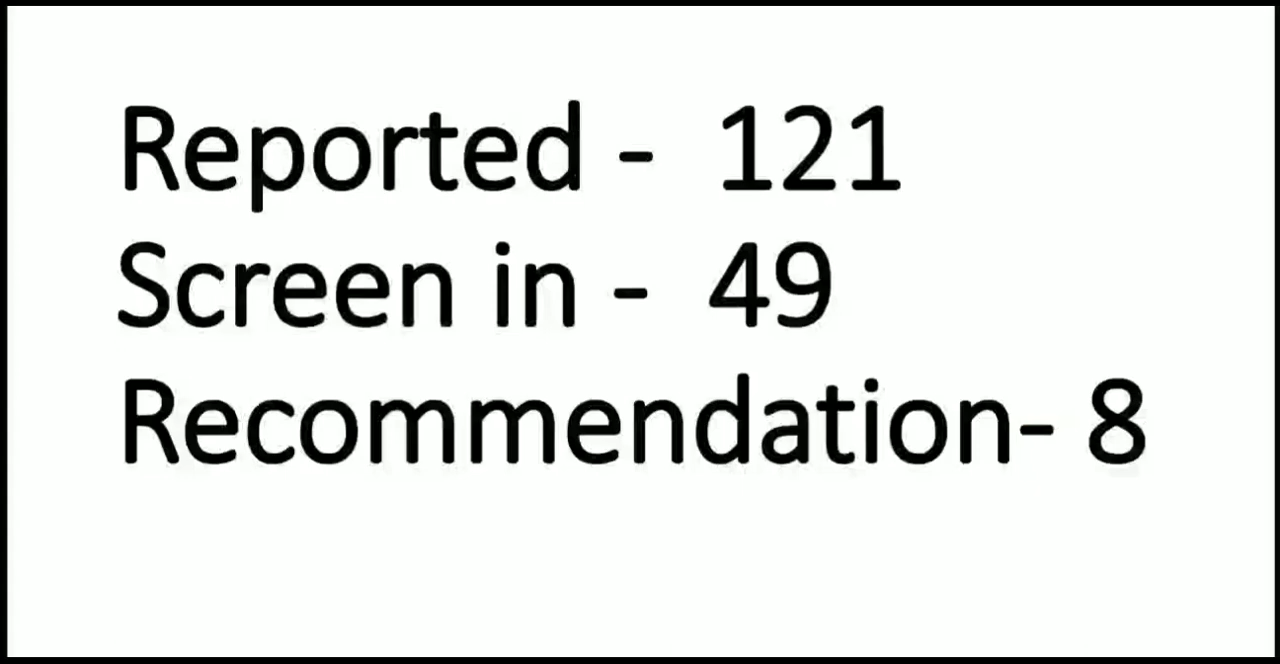 Reported - 121
Screen in - 49
Recommendation- 8